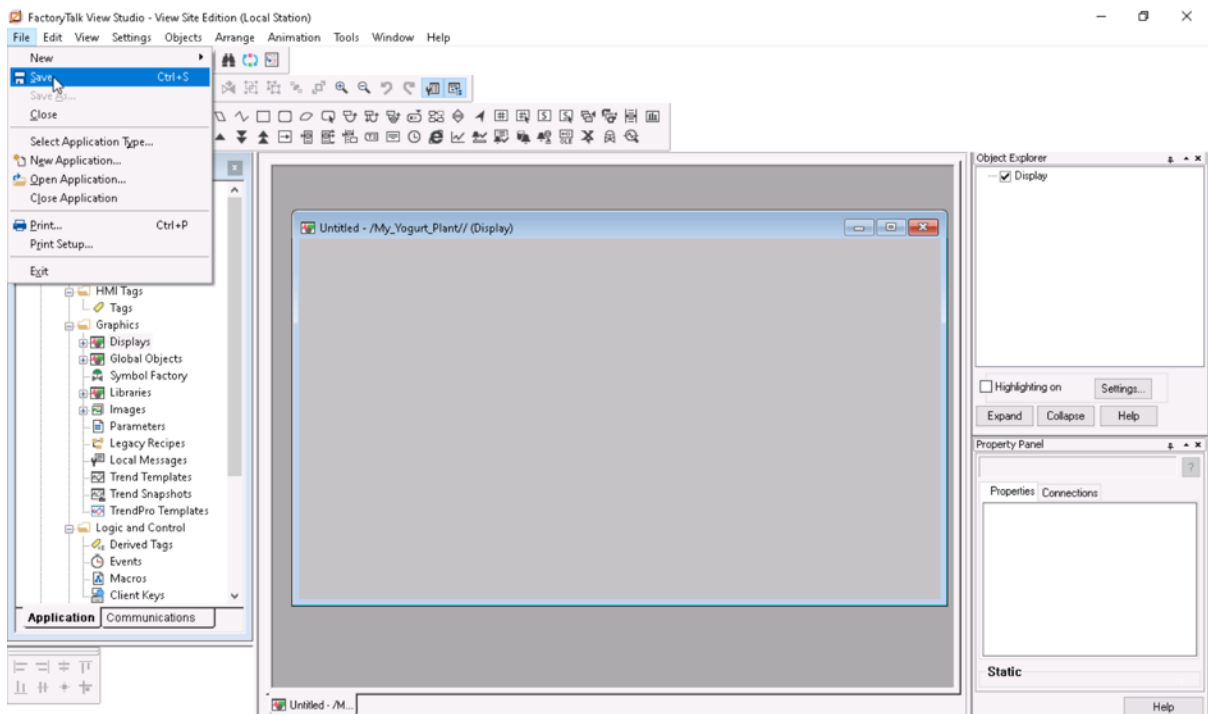 FactoryTalk View Studio - View Site Edition (Local Station)
File Edit View Settings Objects Arrange Animation Tools Window Help
New
Save Ctrl+S
Save As...
Close
Select Application Type...
New Application...
Open Application...
Close Application
Print... Ctrl+P
Print Setup...
Exit
HMI Tags
Tags
Graphics
Displays
Global Objects
Symbol Factory
Libraries
Images
Parameters
Legacy Recipes
Local Messages
Trend Templates
Trend Snapshots
TrendPro Templates
Logic and Control
Derived Tags
Events
Macros
Client Keys
Application Communications
Untitled - /My_Yogurt_Plant// (Display)
Untitled - /M...
Object Explorer
Display
Highlighting on Settings...
Expand Collapse Help
Property Panel
?
Properties Connections
Static
Help